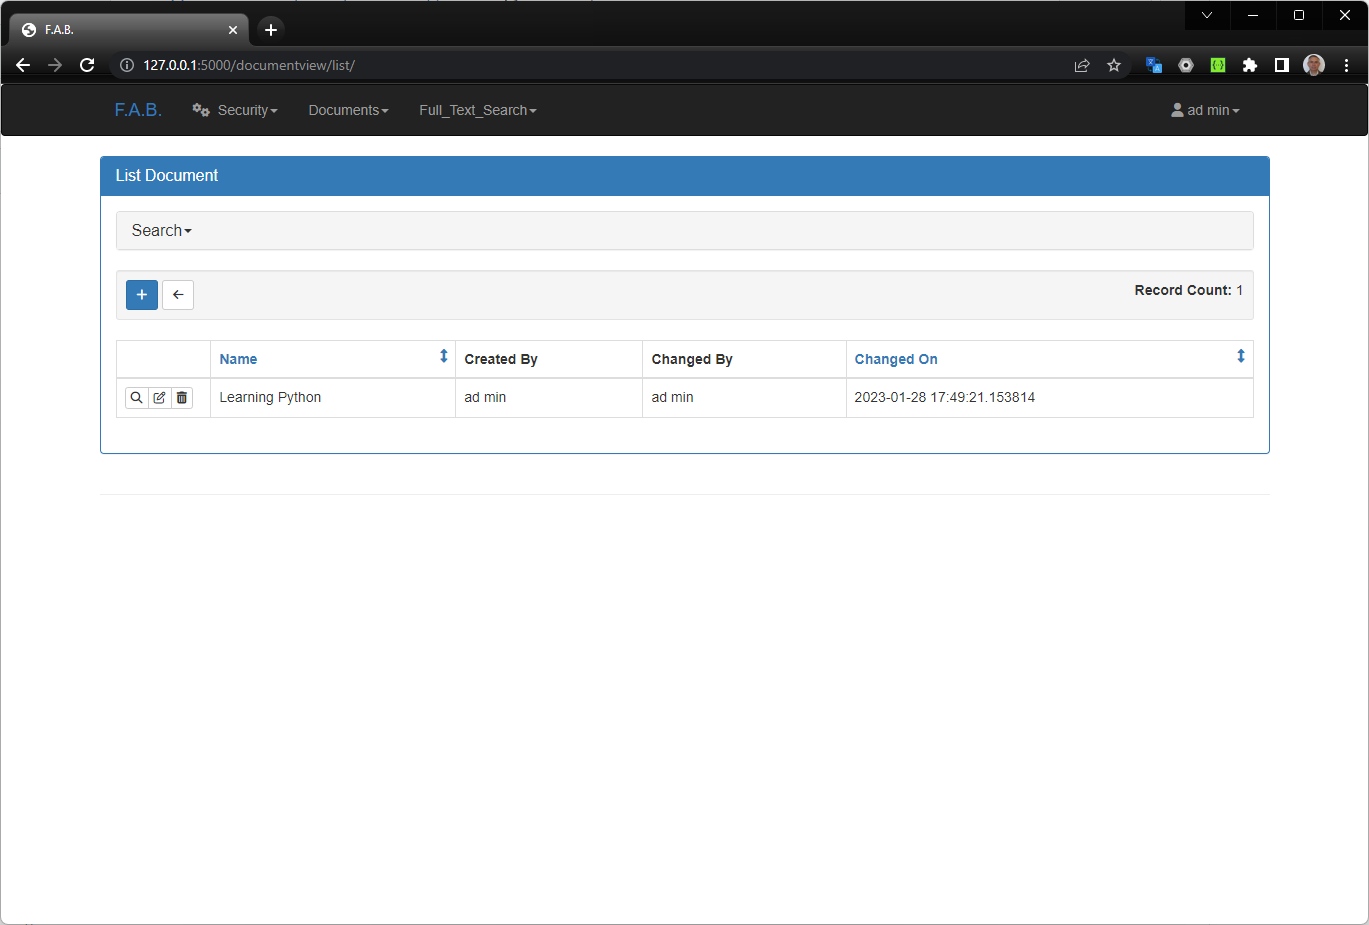 F.A.B.
127.0.0.1:5000/documentview/list/
F.A.B. Security Documents Full_Text_Search ad min
List Document
Search
Record Count: 1
Name Created By Changed By Changed On
Learning Python ad min ad min 2023-01-28 17:49:21.153814